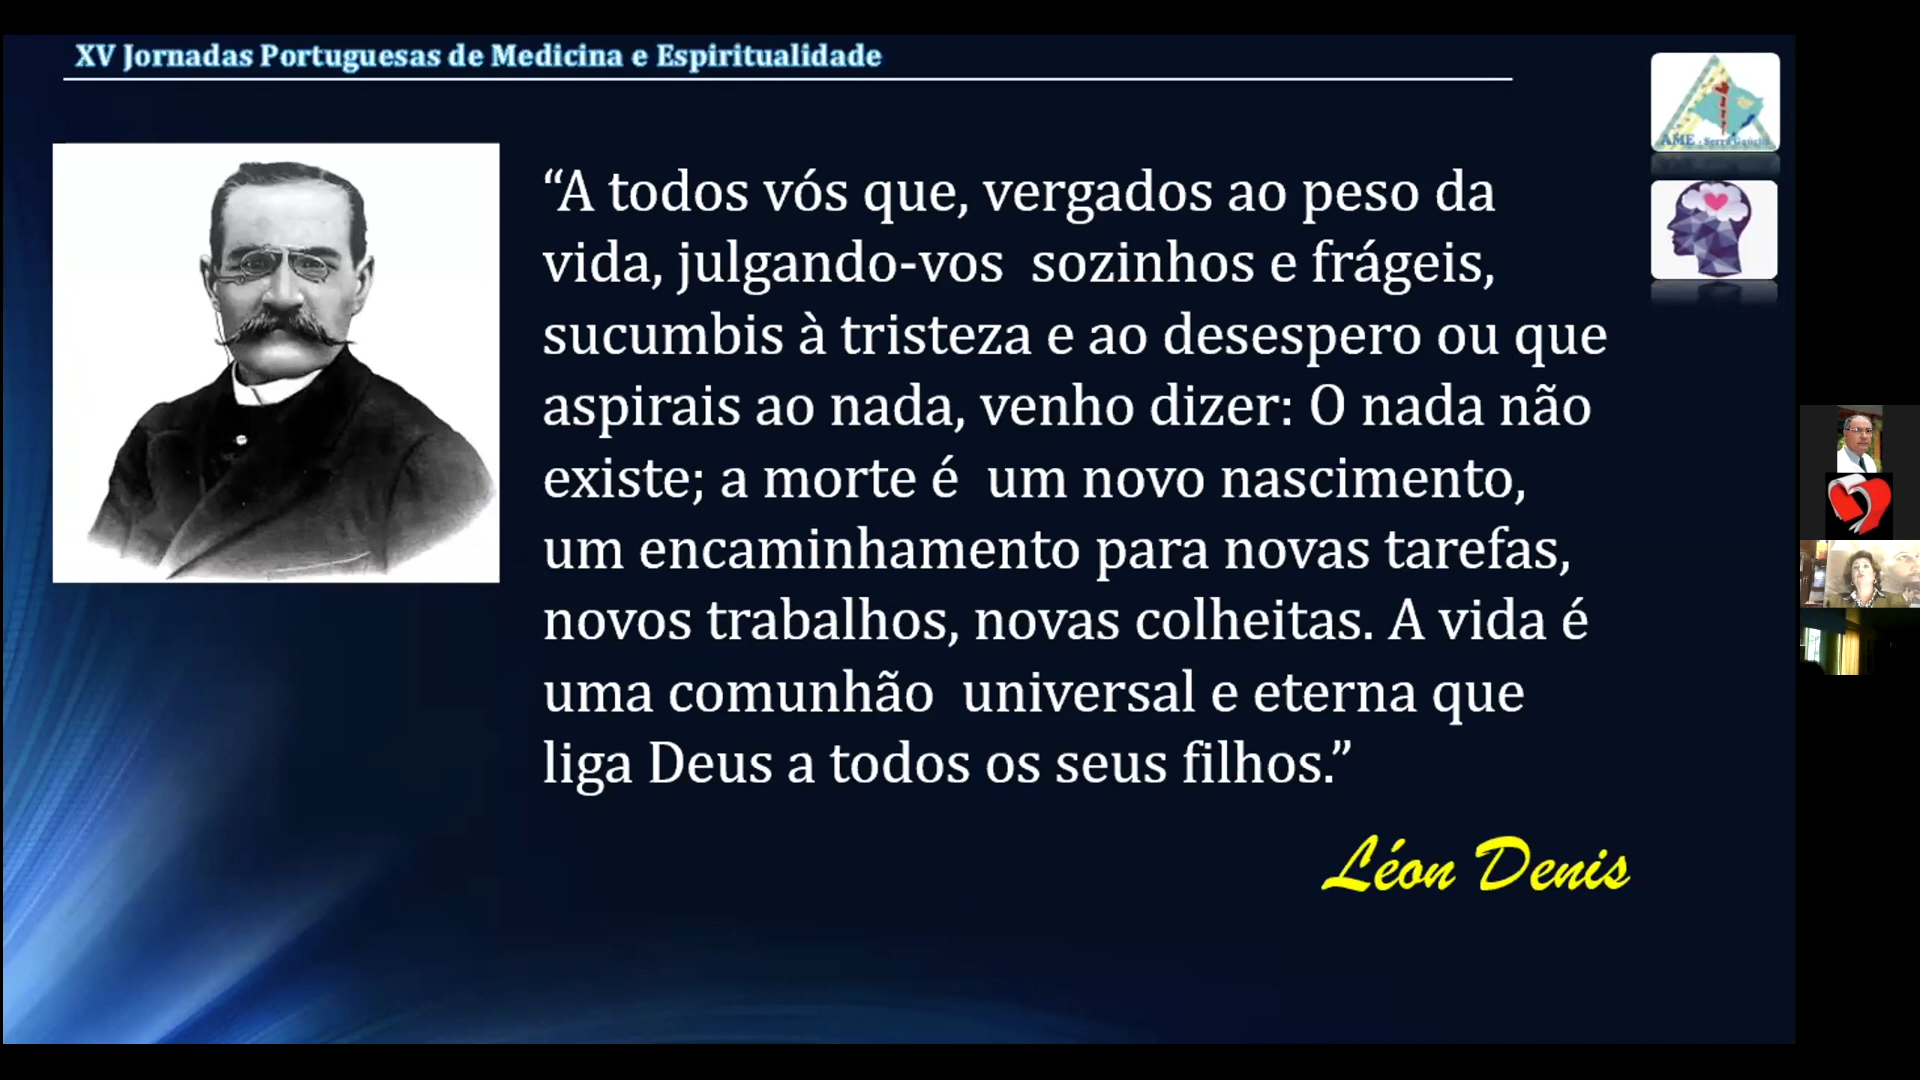 XV Jornadas Portuguesas de Medicina e Espiritualidade
“A todos vós que, vergados ao peso da
vida, julgando-vos sozinhos e frágeis,
sucumbis à tristeza e ao desespero ou que
aspirais ao nada, venho dizer: O nada não
existe; a morte é um novo nascimento,
um encaminhamento para novas tarefas,
novos trabalhos, novas colheitas. A vida é
uma comunhão universal e eterna que
liga Deus a todos os seus filhos.”
Léon Denis
AME - Serra Gaúcha